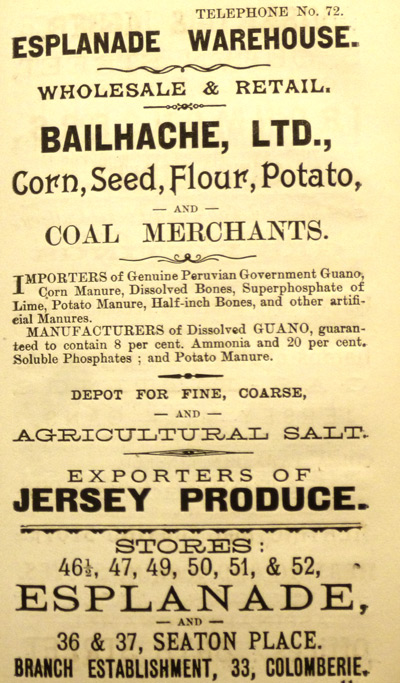 TELEPHONE No. 72.
ESPLANADE WAREHOUSE.
WHOLESALE & RETAIL.
BAILHACHE, LTD.,
Corn, Seed, Flour, Potato,
— AND —
COAL MERCHANTS.
IMPORTERS of Genuine Peruvian Government Guano,
Corn Manure, Dissolved Bones, Superphosphate of
Lime, Potato Manure, Half-inch Bones, and other artifi-
cial Manures.
MANUFACTURERS of Dissolved GUANO, guaran-
teed to contain 8 per cent. Ammonia and 20 per cent.
Soluble Phosphates ; and Potato Manure.
DEPOT FOR FINE, COARSE,
— AND —
AGRICULTURAL SALT.
EXPORTERS OF
JERSEY PRODUCE.
STORES:
46½, 47, 49, 50, 51, & 52,
ESPLANADE,
— AND —
36 & 37, SEATON PLACE.
BRANCH ESTABLISHMENT, 33, COLOMBERIE.